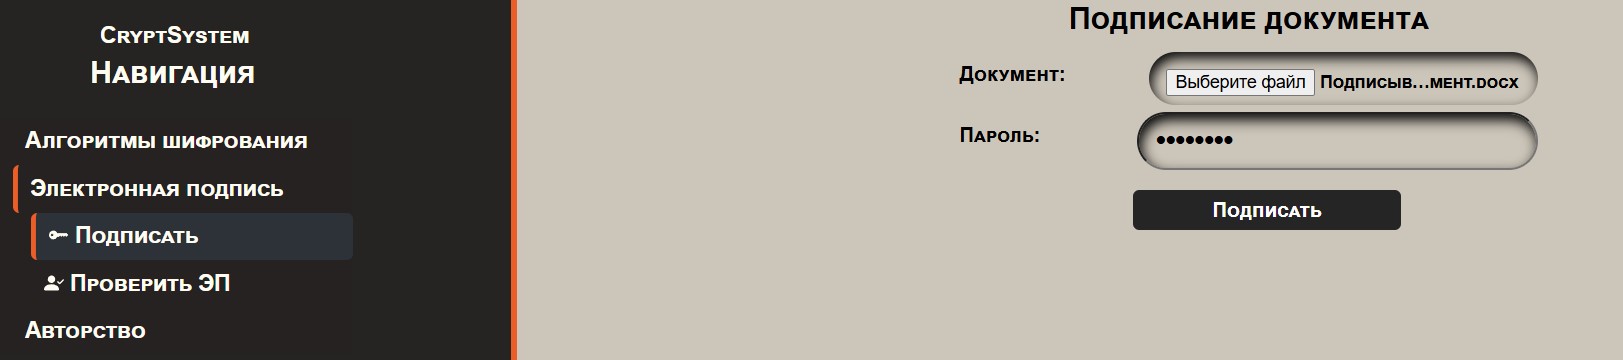 CryptSystem
Навигация
Алгоритмы шифрования
Электронная подпись
Подписать
Проверить ЭП
Авторство
Подписание документа
Документ: Выберите файл Подписыв...мент.docx
Пароль: ••••••••
Подписать